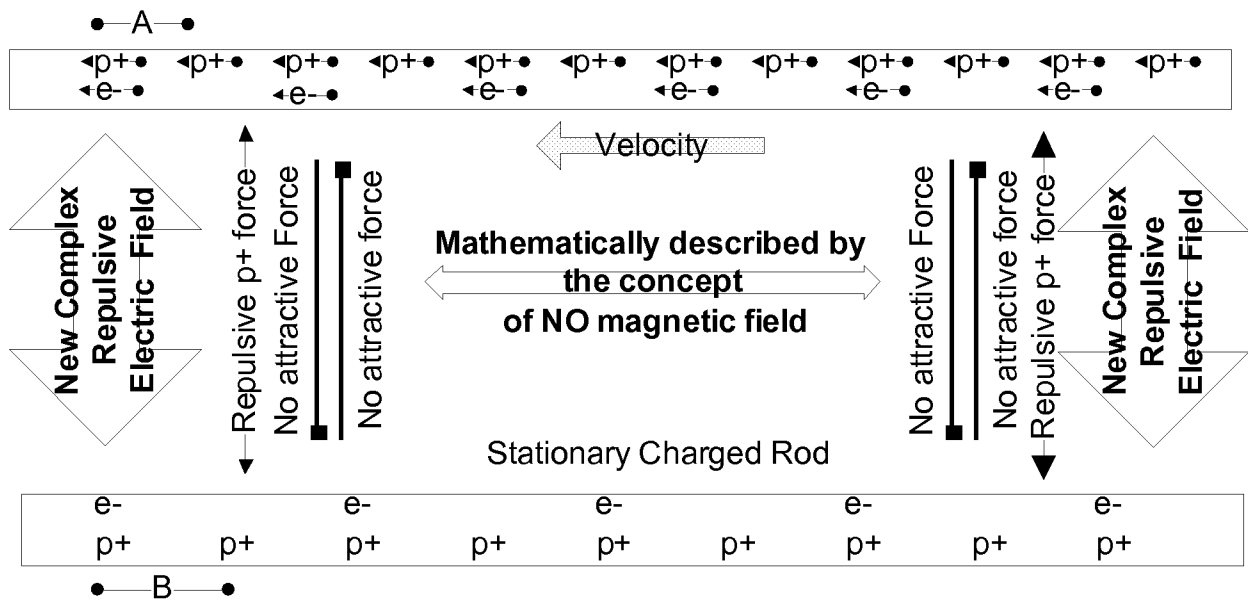 A
p+ p+ p+ p+ p+ p+ p+ p+ p+ p+ p+ p+
e- e- e- e- e- e-
Velocity
New Complex
Repulsive
Electric Field
Repulsive p+ force
No attractive Force
No attractive force
Mathematically described by
the concept
of NO magnetic field
No attractive Force
No attractive force
Repulsive p+ force
New Complex
Repulsive
Electric Field
Stationary Charged Rod
e- e- e- e- e-
p+ p+ p+ p+ p+ p+ p+ p+ p+
B